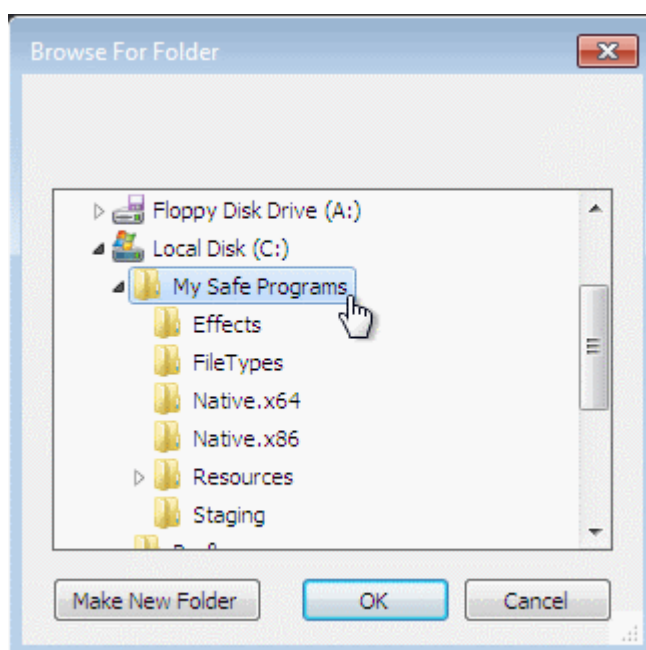 Browse For Folder
Floppy Disk Drive (A:)
Local Disk (C:)
My Safe Programs
Effects
FileTypes
Native.x64
Native.x86
Resources
Staging
Make New Folder
OK
Cancel